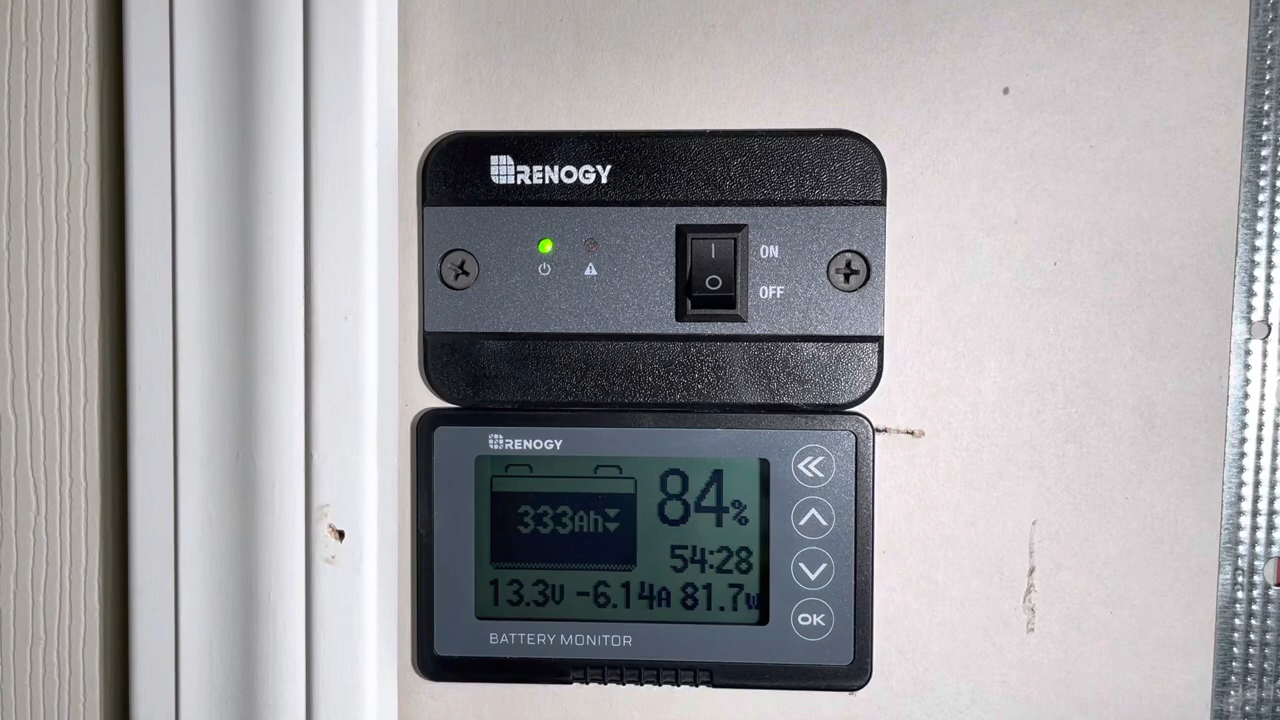 RENOGY
ON
OFF
RENOGY
333Ah
84%
54:28
13.3V -6.14A 81.7W
OK
BATTERY MONITOR